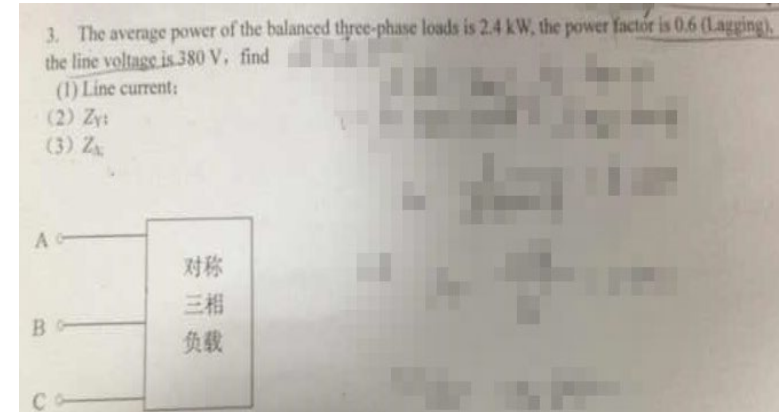 3. The average power of the balanced three-phase loads is 2.4 kW, the power factor is 0.6 (Lagging),
the line voltage is 380 V, find
(1) Line current;
(2) Z_Y;
(3) Z_Δ
A
对称
三相
B
负载
C